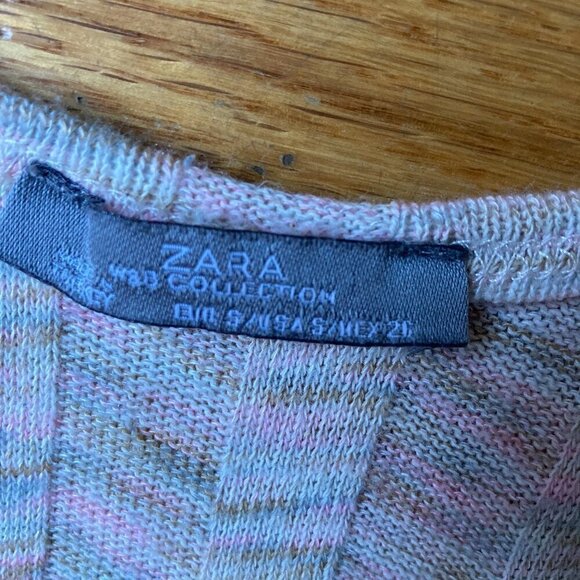 ZARA
W&B COLLECTION
EUR S/USA S/MEX 26